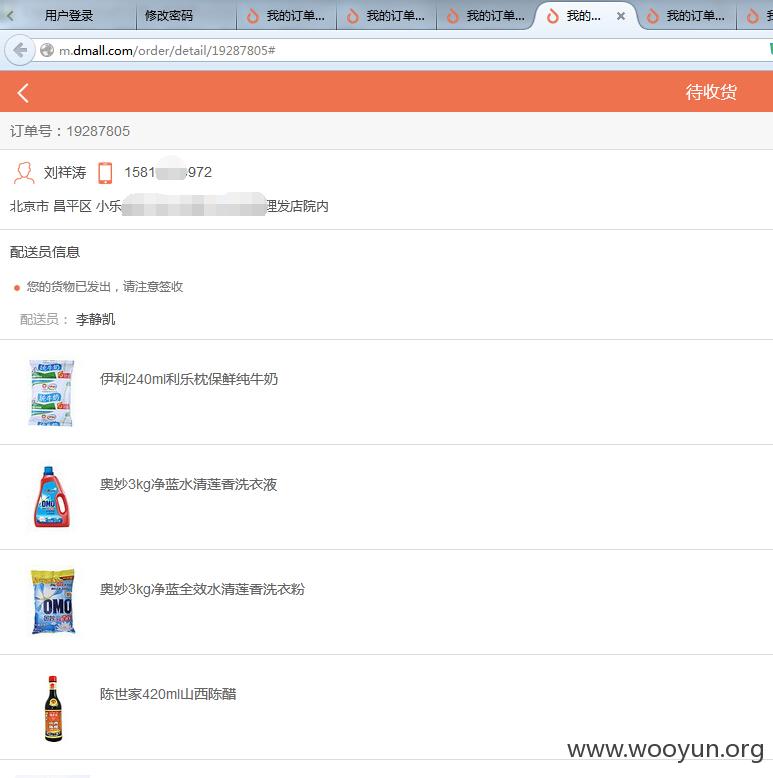 用户登录 修改密码 我的订单... 我的订单... 我的订单... 我的... 我的订单...
m.dmall.com/order/detail/19287805#
待收货
订单号：19287805
刘祥涛 1581 972
北京市 昌平区 小乐 理发店院内
配送员信息
您的货物已发出，请注意签收
配送员： 李静凯
伊利240ml利乐枕保鲜纯牛奶
奥妙3kg净蓝水清莲香洗衣液
OMO
奥妙3kg净蓝全效水清莲香洗衣粉
OMO
陈世家420ml山西陈醋
www.wooyun.org